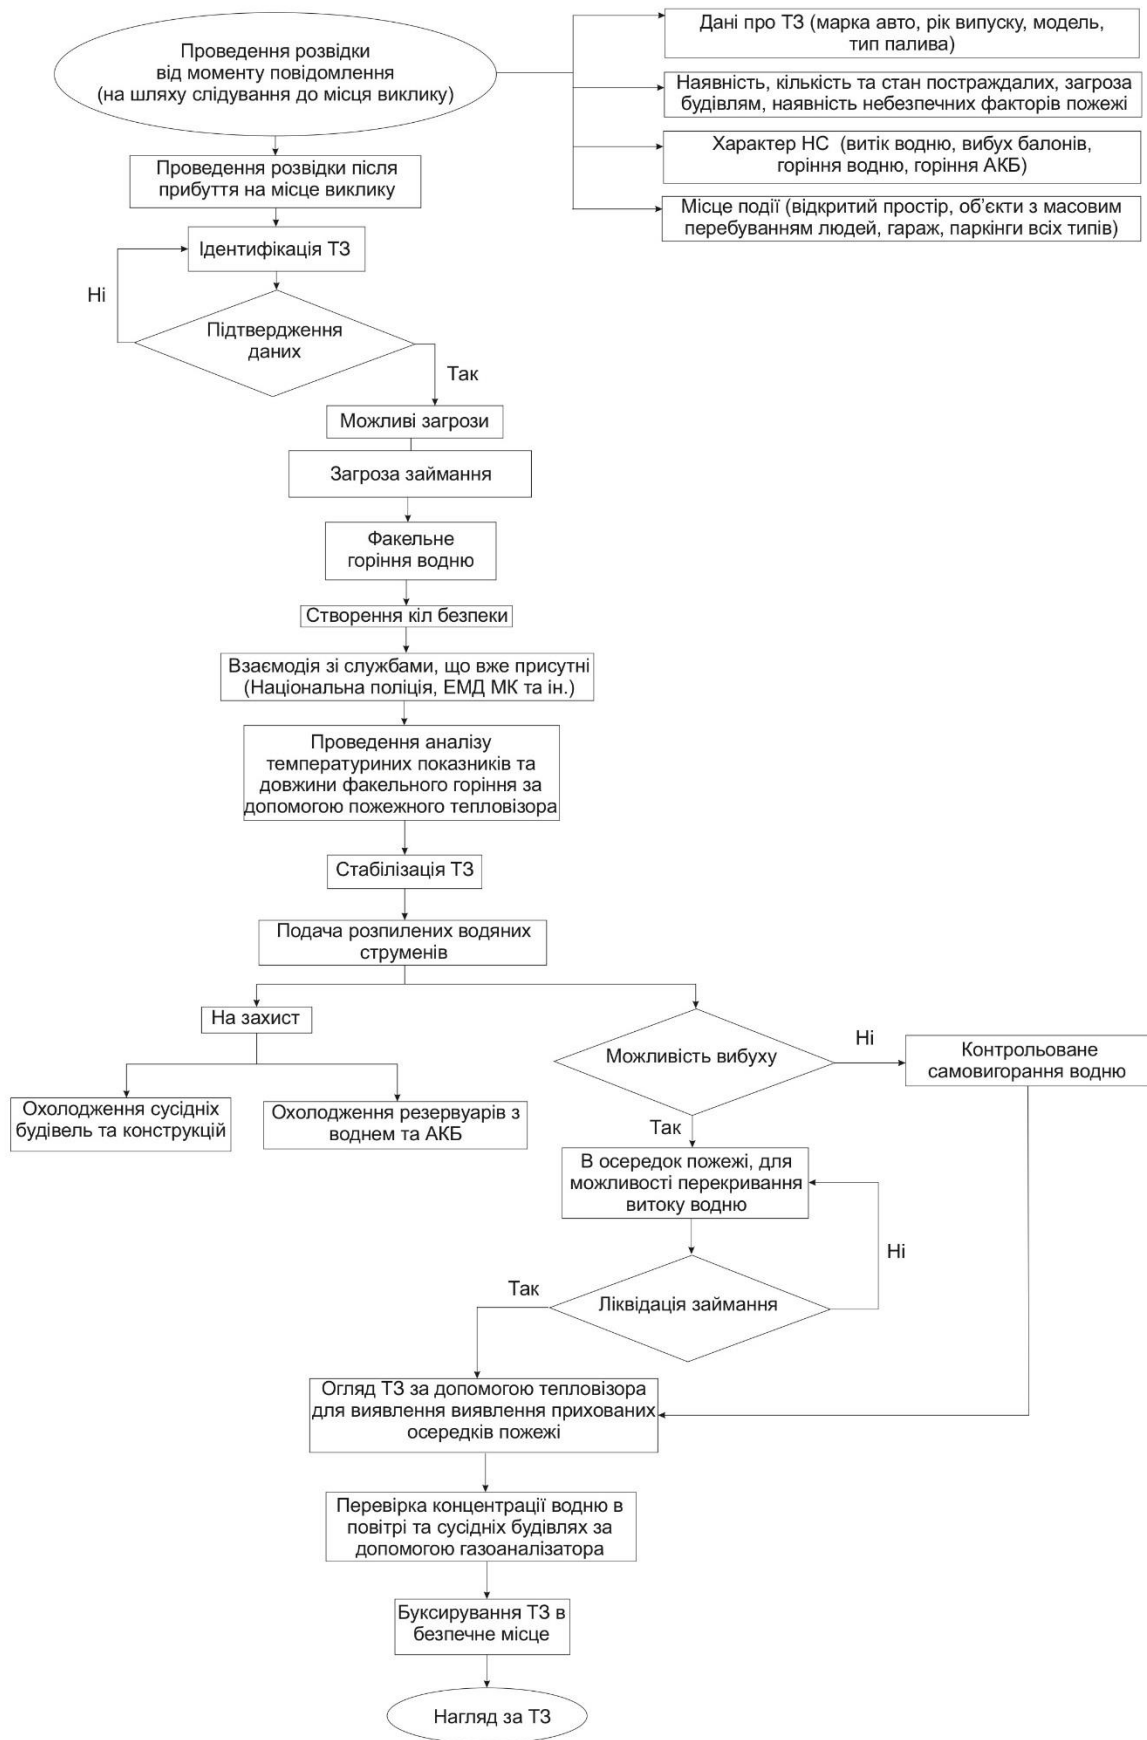 Проведення розвідки
від моменту повідомлення
(на шляху слідування до місця виклику)
Дані про ТЗ (марка авто, рік випуску, модель,
тип палива)
Наявність, кількість та стан постраждалих, загроза
будівлям, наявність небезпечних факторів пожежі
Характер НС (витік водню, вибух балонів,
горіння водню, горіння АКБ)
Місце події (відкритий простір, об’єкти з масовим
перебуванням людей, гараж, паркінги всіх типів)
Проведення розвідки після
прибуття на місце виклику
Ідентифікація ТЗ
Ні
Підтвердження
даних
Так
Можливі загрози
Загроза займання
Факельне
горіння водню
Створення кіл безпеки
Взаємодія зі службами, що вже присутні
(Національна поліція, ЕМД МК та ін.)
Проведення аналізу
температуриних показників та
довжини факельного горіння за
допомогою пожежного тепловізора
Стабілізація ТЗ
Подача розпилених водяних
струменів
На захист
Можливість вибуху
Ні
Контрольоване
самовигорання водню
Охолодження сусідніх
будівель та конструкцій
Охолодження резервуарів з
воднем та АКБ
Так
В осередок пожежі, для
можливості перекривання
витоку водню
Ні
Так
Ліквідація займання
Огляд ТЗ за допомогою тепловізора
для виявлення виявлення прихованих
осередків пожежі
Перевірка концентрації водню в
повітрі та сусідніх будівлях за
допомогою газоаналізатора
Буксирування ТЗ в
безпечне місце
Нагляд за ТЗ